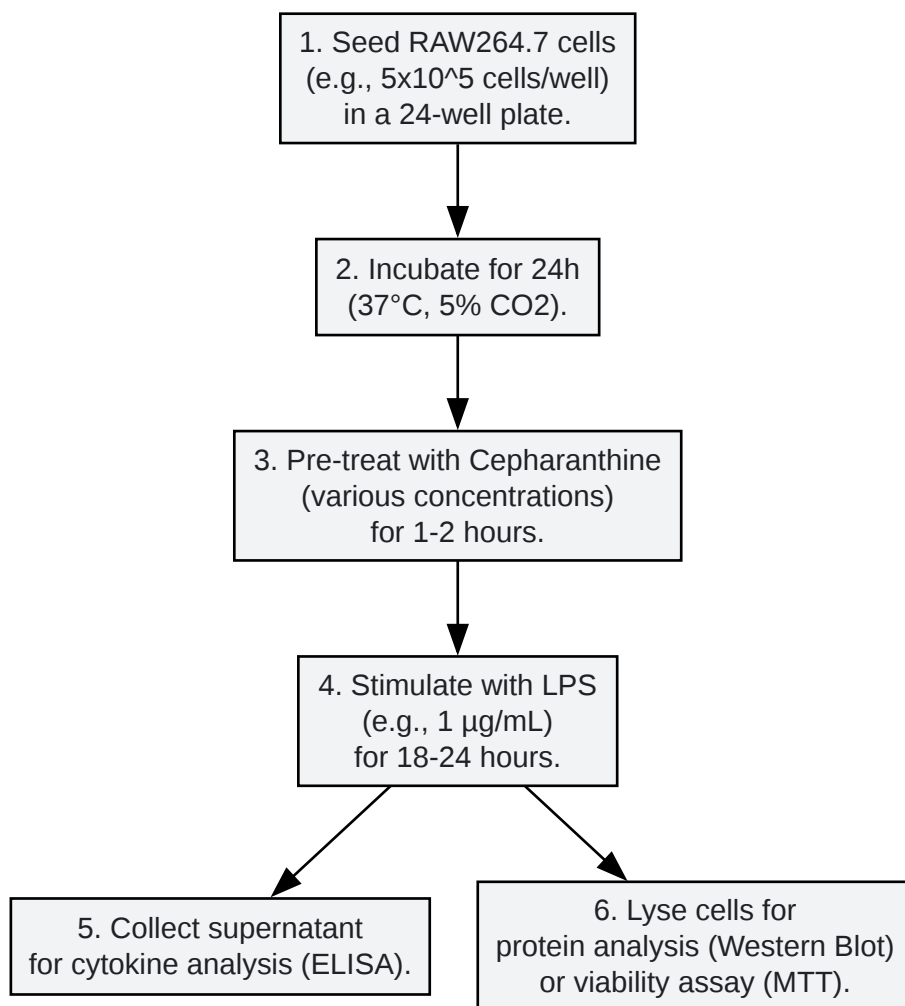 1. Seed RAW264.7 cells
(e.g., 5x10^5 cells/well)
in a 24-well plate.
2. Incubate for 24h
(37°C, 5% CO2).
3. Pre-treat with Cepharanthine
(various concentrations)
for 1-2 hours.
4. Stimulate with LPS
(e.g., 1 µg/mL)
for 18-24 hours.
5. Collect supernatant
for cytokine analysis (ELISA).
6. Lyse cells for
protein analysis (Western Blot)
or viability assay (MTT).